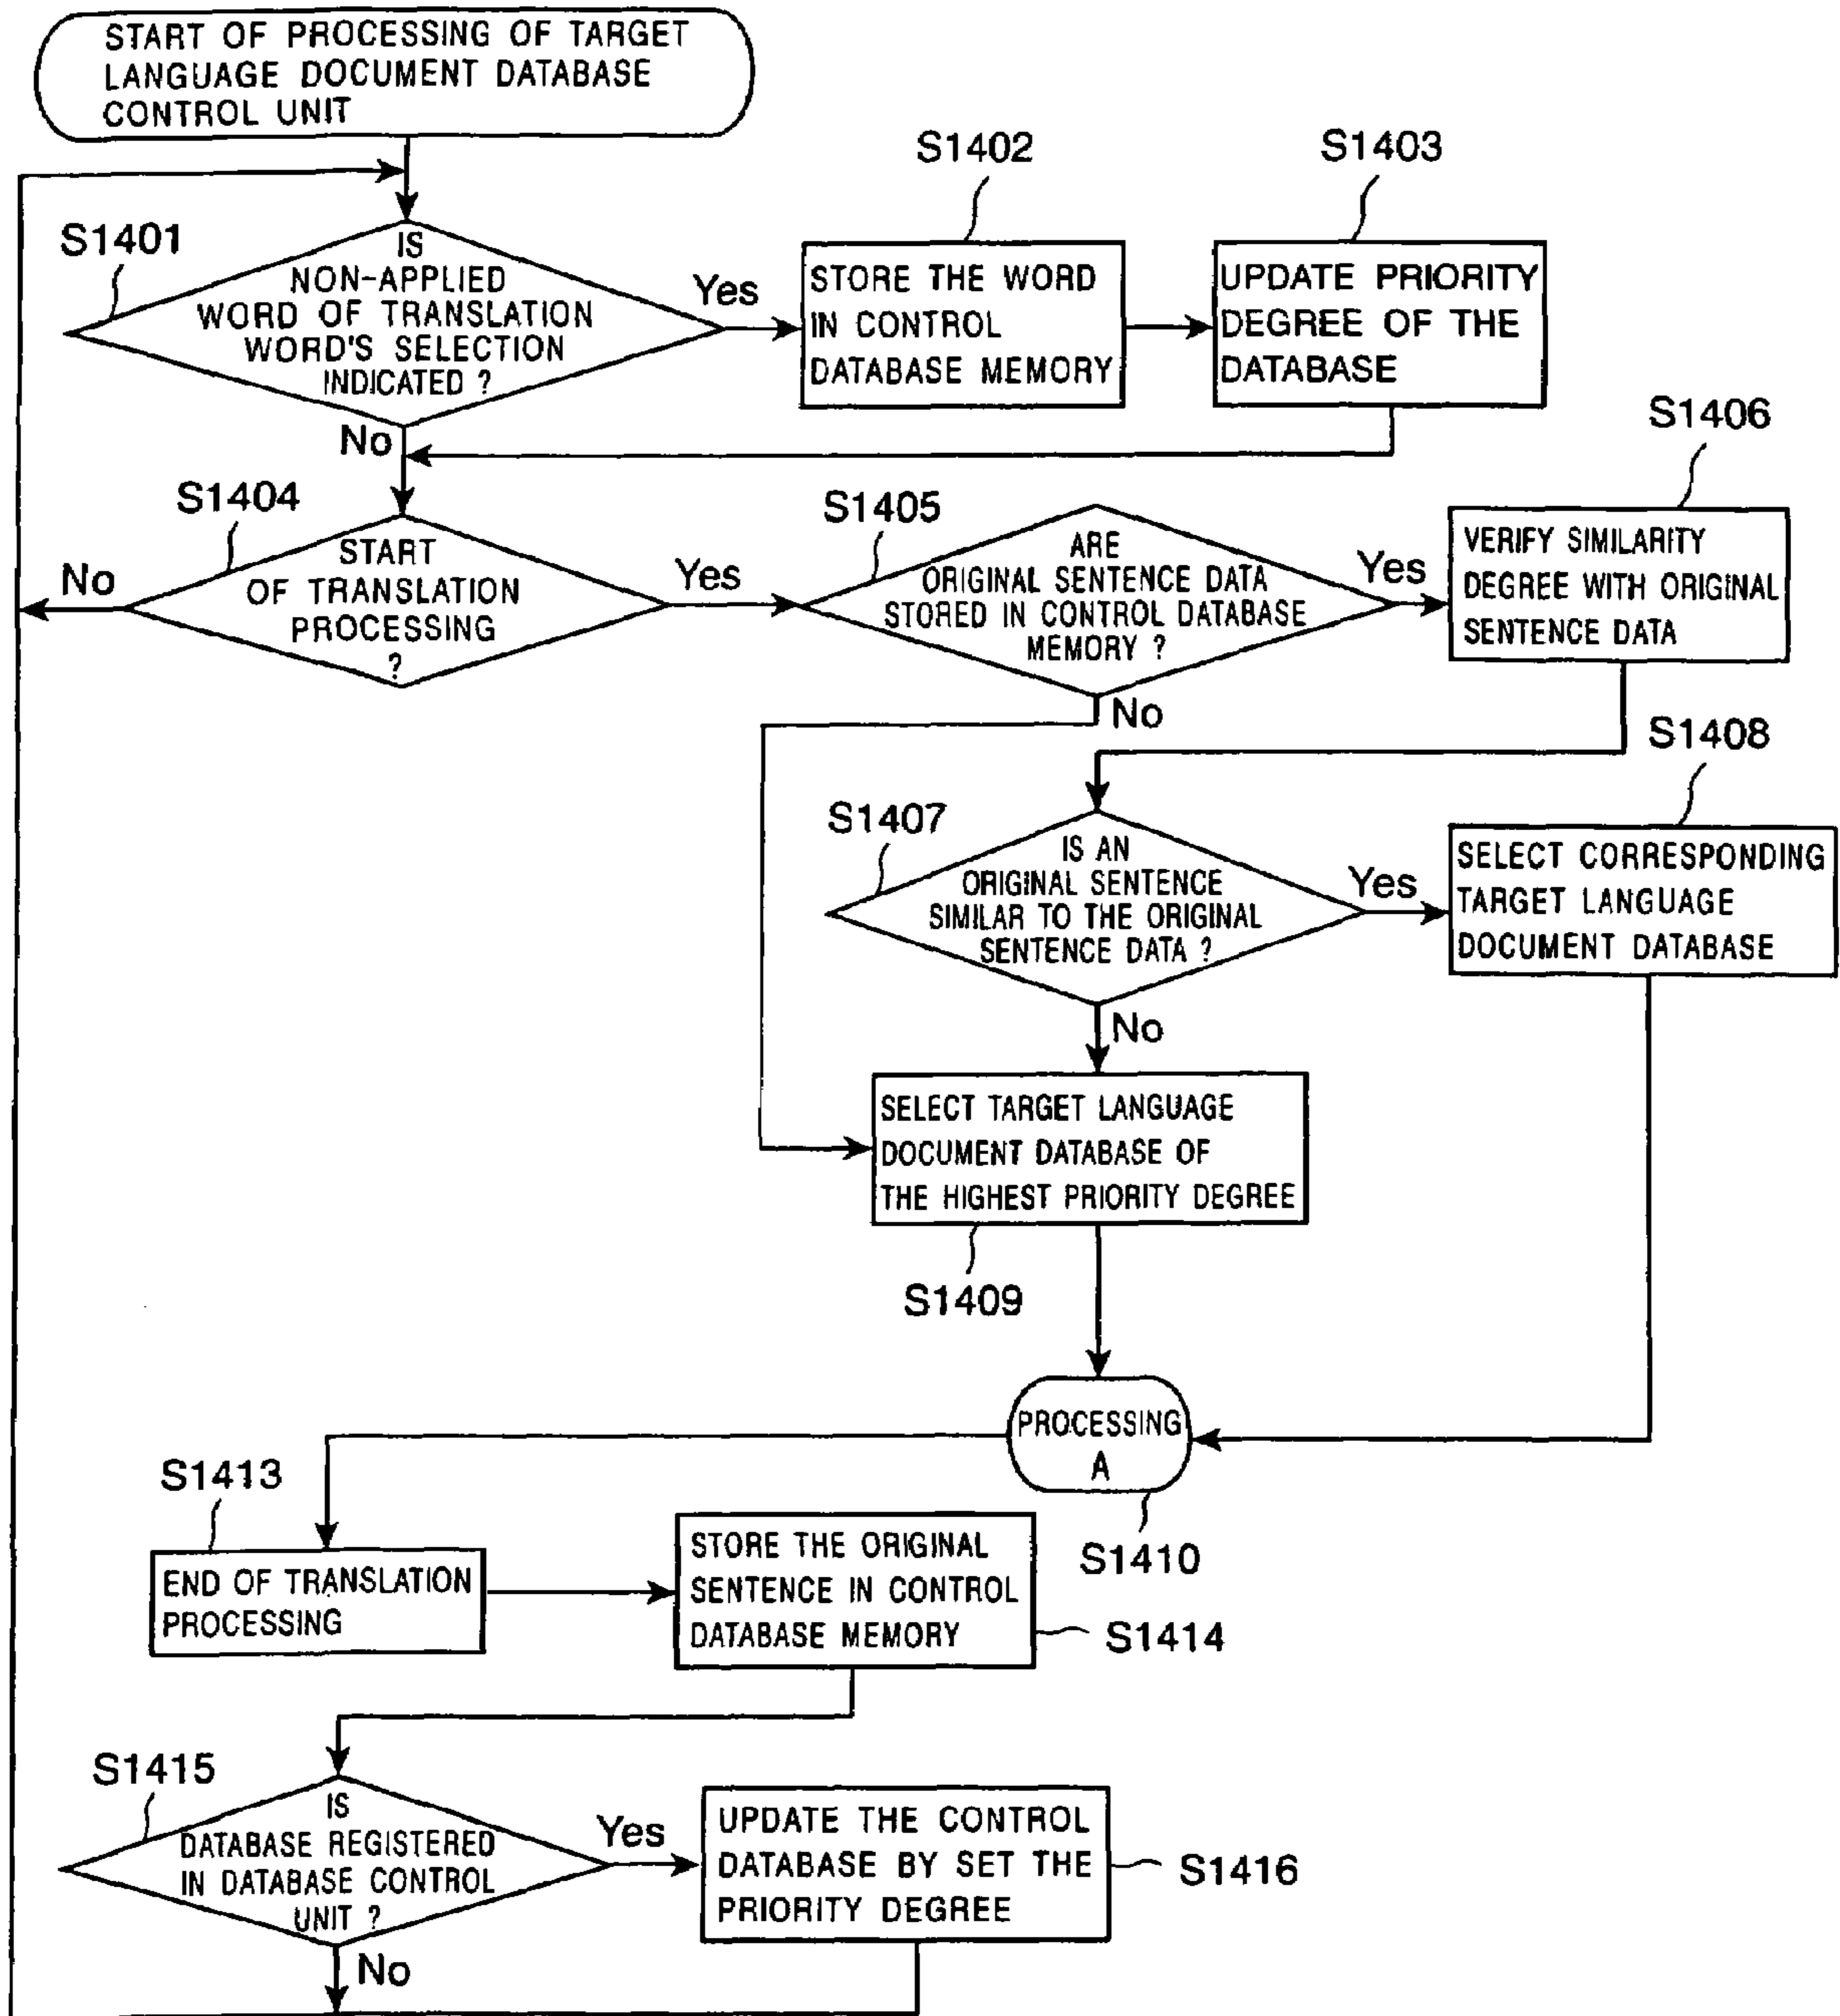 START OF PROCESSING OF TARGET
LANGUAGE DOCUMENT DATABASE
CONTROL UNIT
S1401
IS
NON-APPLIED
WORD OF TRANSLATION
WORD'S SELECTION
INDICATED ?
Yes
No
S1402
STORE THE WORD
IN CONTROL
DATABASE MEMORY
S1403
UPDATE PRIORITY
DEGREE OF THE
DATABASE
S1404
START
OF TRANSLATION
PROCESSING
?
No
Yes
S1405
ARE
ORIGINAL SENTENCE DATA
STORED IN CONTROL DATABASE
MEMORY ?
Yes
No
S1406
VERIFY SIMILARITY
DEGREE WITH ORIGINAL
SENTENCE DATA
S1407
IS AN
ORIGINAL SENTENCE
SIMILAR TO THE ORIGINAL
SENTENCE DATA ?
Yes
No
S1408
SELECT CORRESPONDING
TARGET LANGUAGE
DOCUMENT DATABASE
SELECT TARGET LANGUAGE
DOCUMENT DATABASE OF
THE HIGHEST PRIORITY DEGREE
S1409
PROCESSING
A
S1410
S1413
END OF TRANSLATION
PROCESSING
STORE THE ORIGINAL
SENTENCE IN CONTROL
DATABASE MEMORY
S1414
S1415
IS
DATABASE REGISTERED
IN DATABASE CONTROL
UNIT ?
Yes
No
UPDATE THE CONTROL
DATABASE BY SET THE
PRIORITY DEGREE
S1416